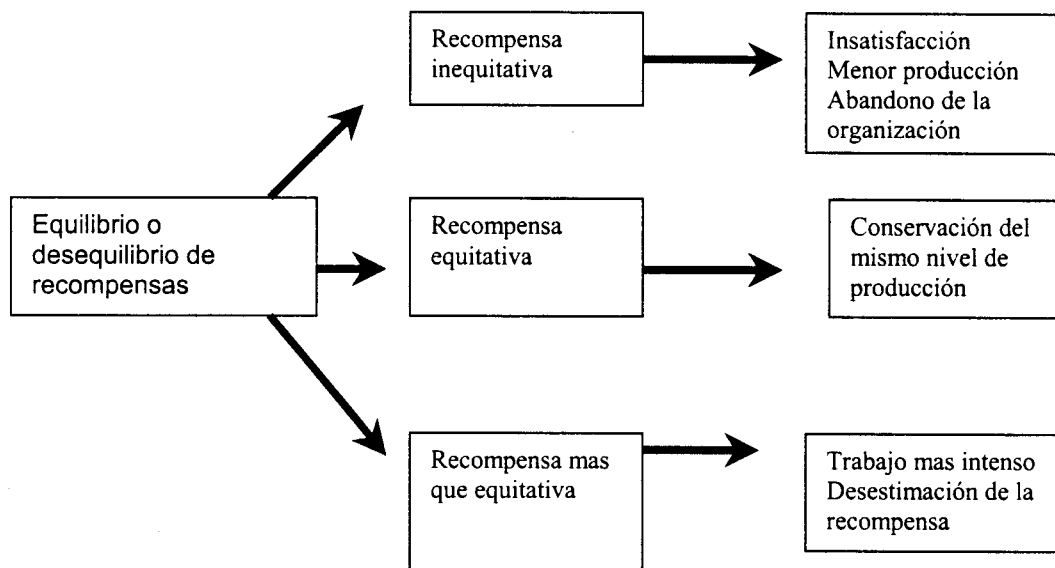 Recompensa
inequitativa
Insatisfacción
Menor producción
Abandono de la
organización
Equilibrio o
desequilibrio de
recompensas
Recompensa
equitativa
Conservación del
mismo nivel de
producción
Recompensa mas
que equitativa
Trabajo mas intenso
Desestimación de la
recompensa